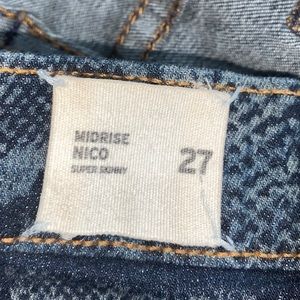 MIDRISE
NICO
SUPER SKINNY
27